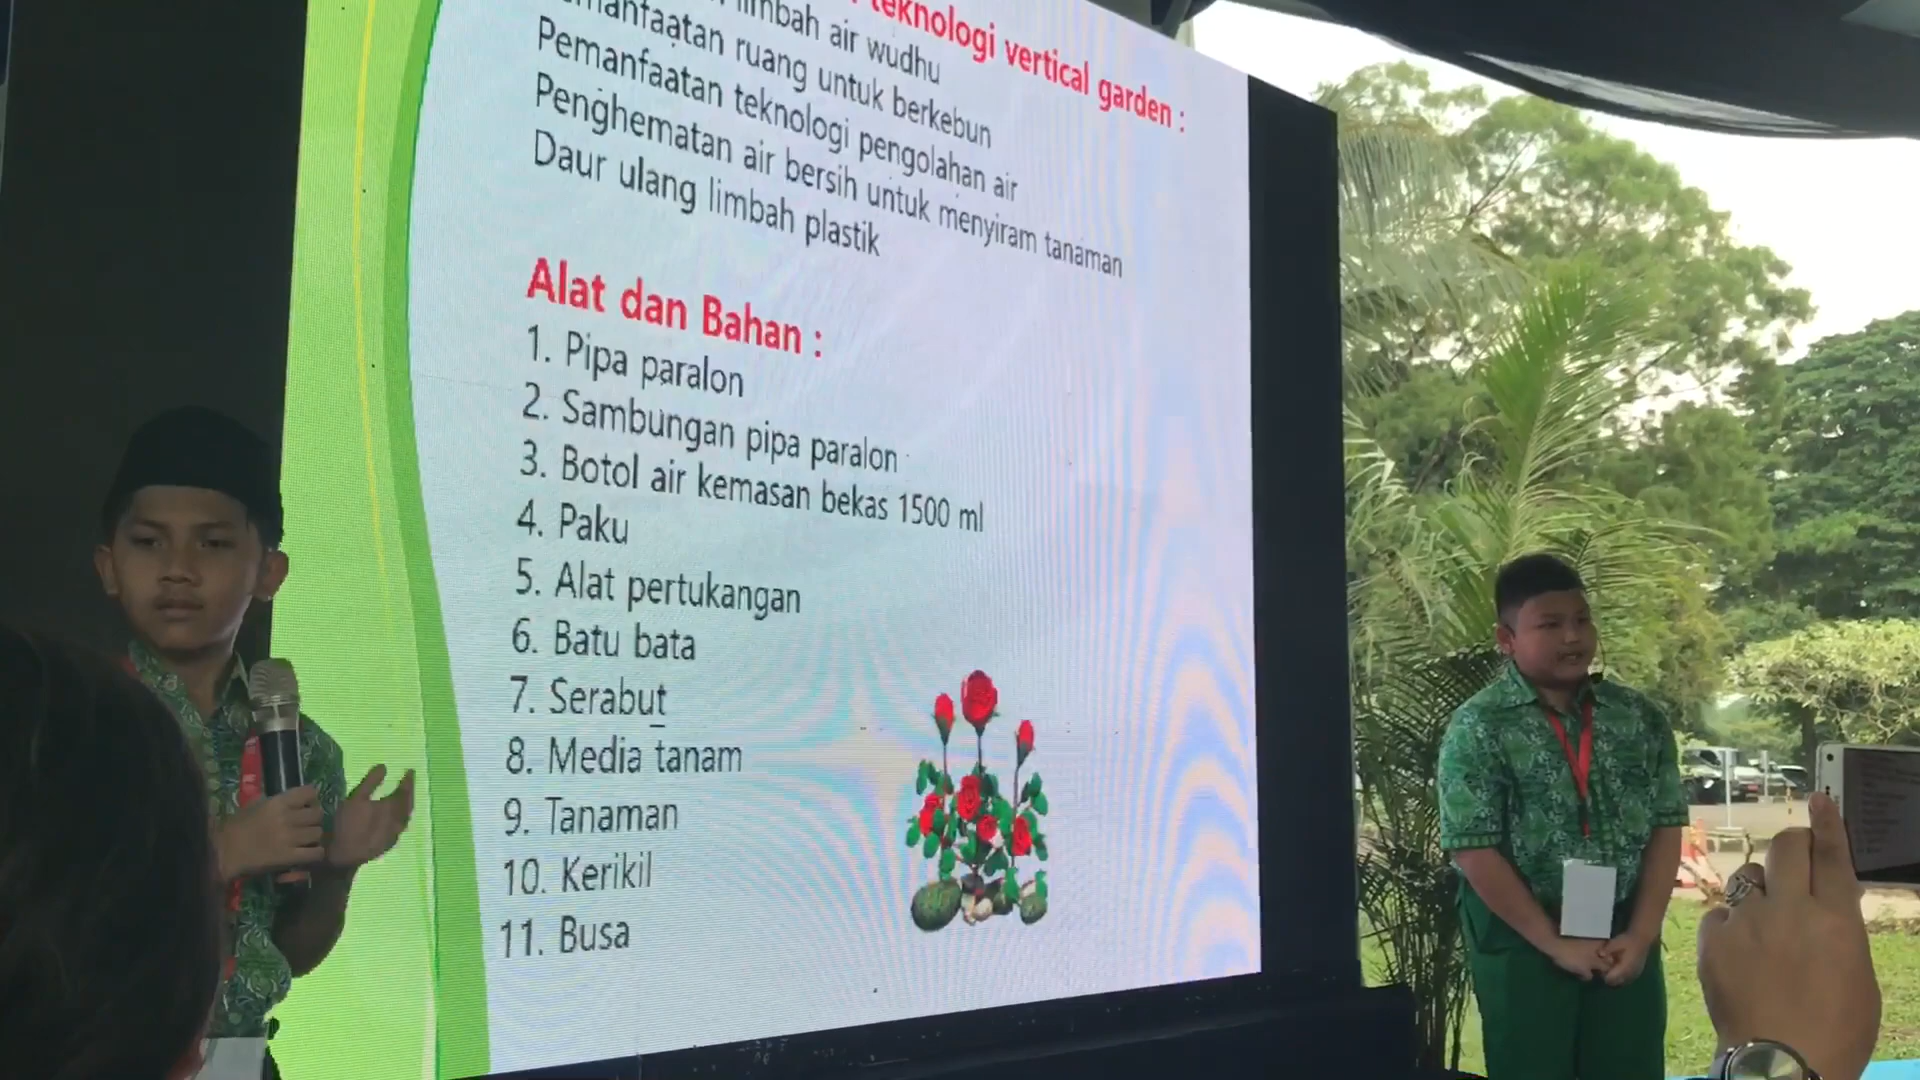 teknologi vertical garden :
limbah air wudhu
ruang untuk berkebun
Pemanfaatan teknologi pengolahan air
Penghematan air bersih untuk menyiram tanaman
Daur ulang limbah plastik
Alat dan Bahan :
1. Pipa paralon
2. Sambungan pipa paralon
3. Botol air kemasan bekas 1500 ml
4. Paku
5. Alat pertukangan
6. Batu bata
7. Serabut
8. Media tanam
9. Tanaman
10. Kerikil
11. Busa